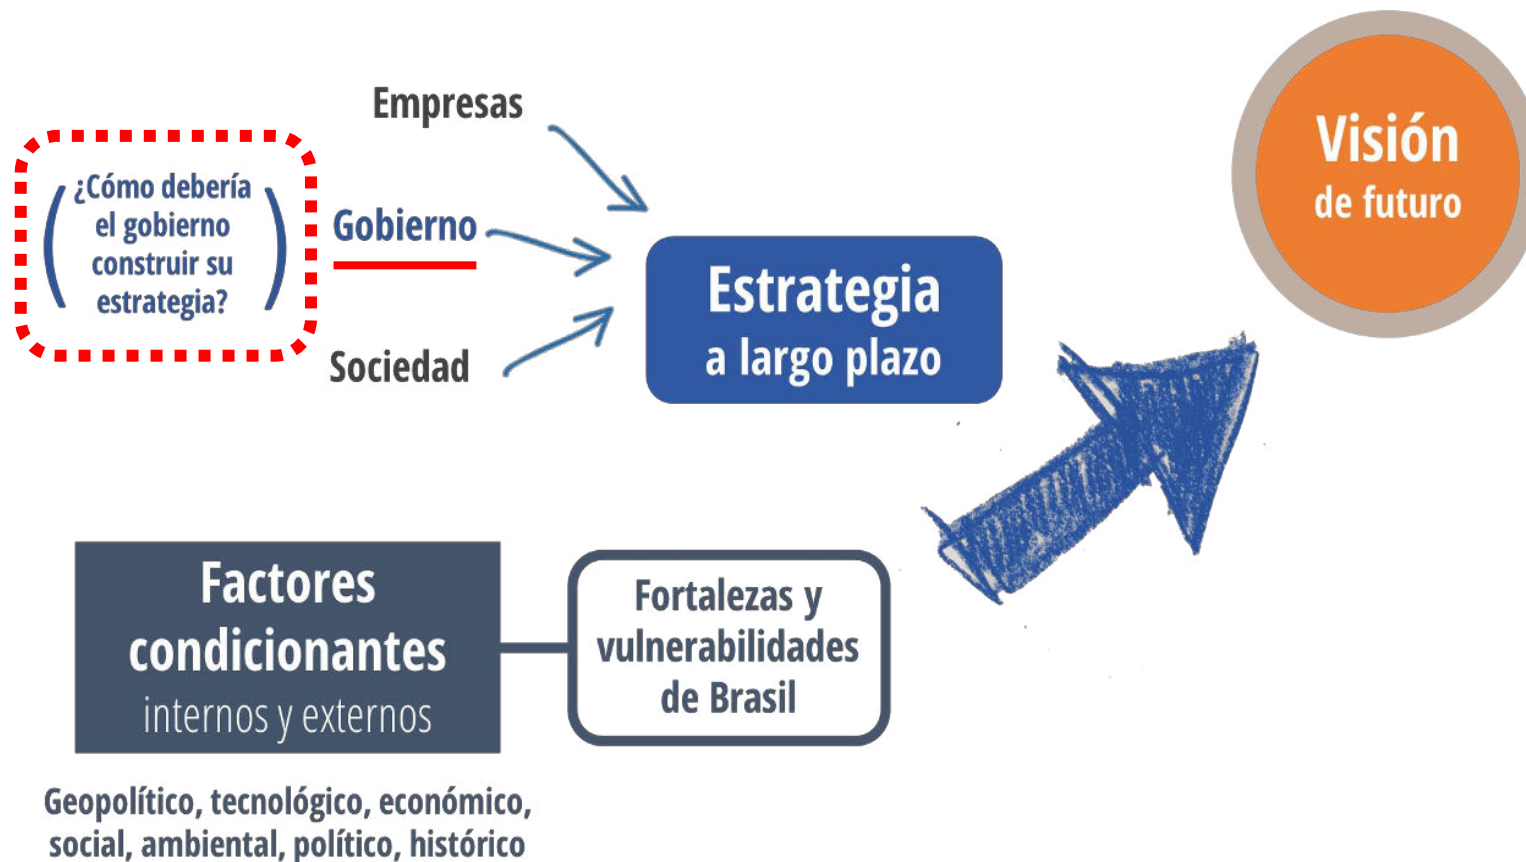 Empresas
¿Cómo debería
el gobierno
construir su
estrategia?
Gobierno
Sociedad
Estrategia
a largo plazo
Visión
de futuro
Factores
condicionantes
internos y externos
Fortalezas y
vulnerabilidades
de Brasil
Geopolítico, tecnológico, económico,
social, ambiental, político, histórico